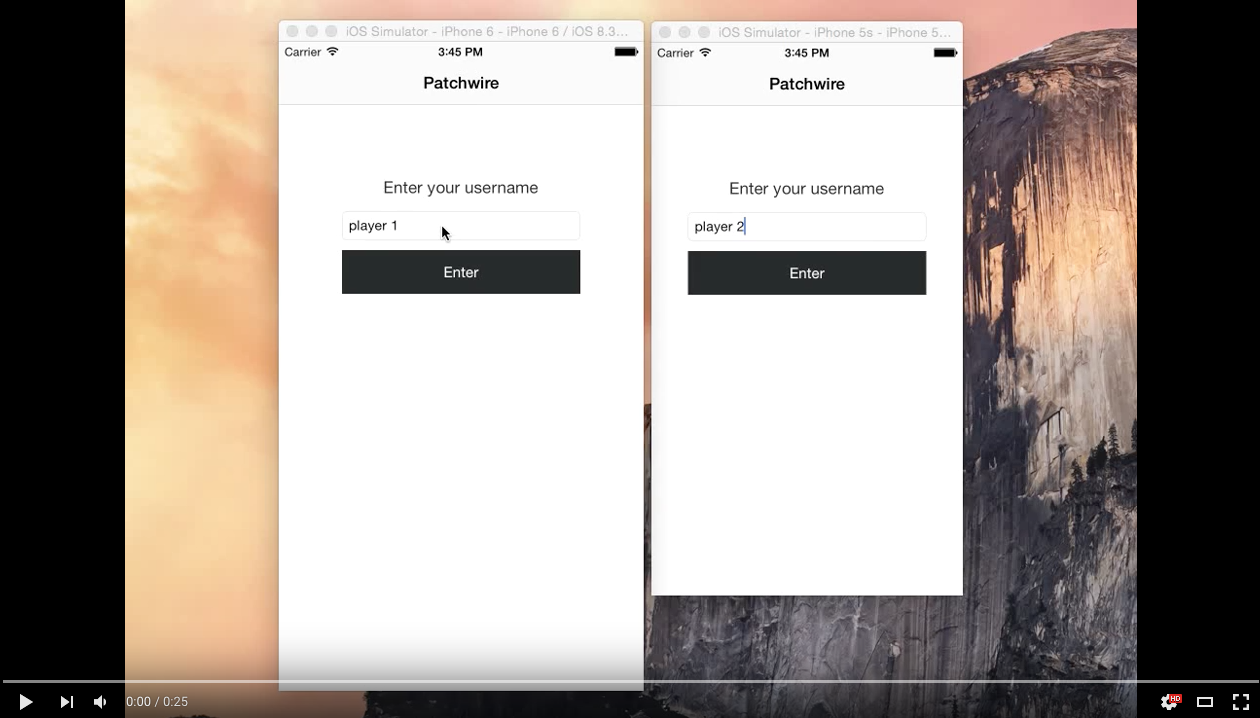 iOS Simulator - iPhone 6 - iPhone 6 / iOS 8.3...
Carrier
3:45 PM
Patchwire
Enter your username
player 1
Enter
iOS Simulator - iPhone 5s - iPhone 5...
Carrier
3:45 PM
Patchwire
Enter your username
player 2
Enter
0:00 / 0:25
HD